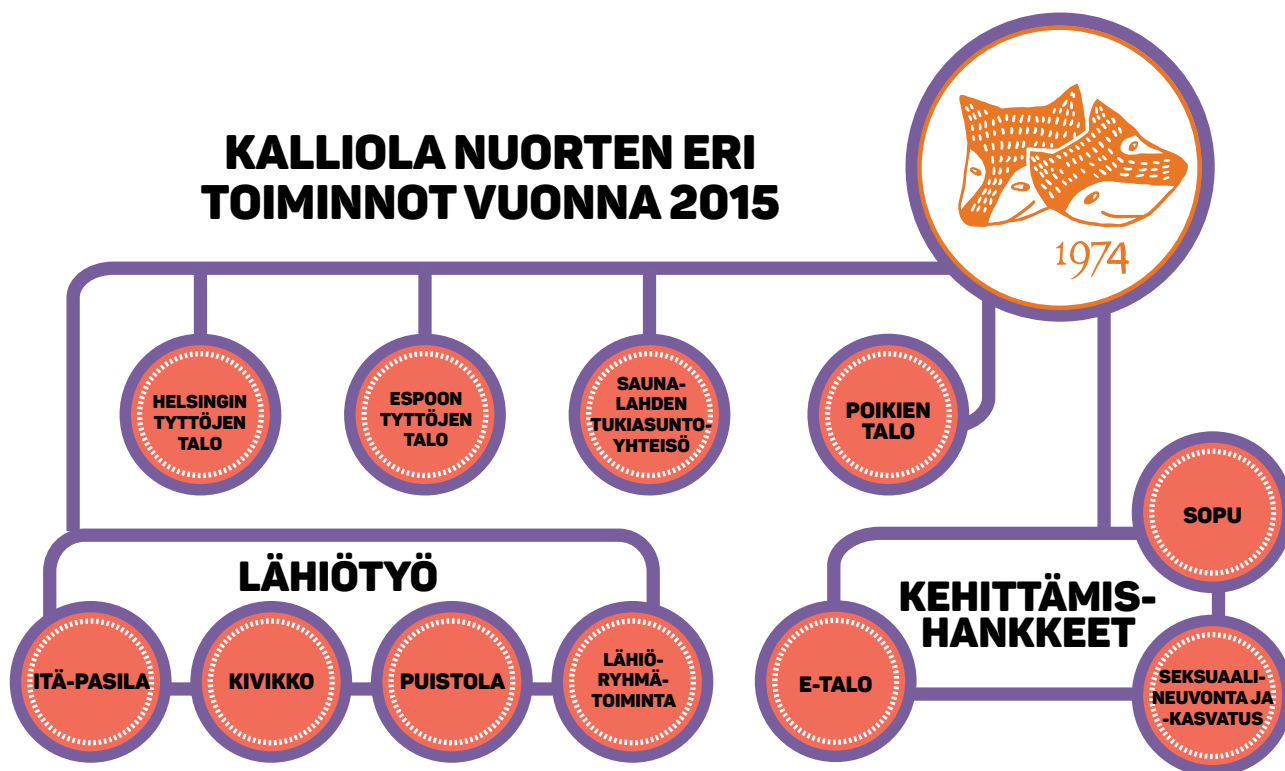 KALLIOLA NUORTEN ERI
TOIMINNOT VUONNA 2015
1974
HELSINGIN
TYTTÖJEN
TALO
ESPOON
TYTTÖJEN
TALO
SAUNA-
LAHDEN
TUKIASUNTO-
YHTEISÖ
POIKIEN
TALO
LÄHIÖTYÖ
ITÄ-PASILA
KIVIKKO
PUISTOLA
LÄHIÖ-
RYHMÄ-
TOIMINTA
KEHITTÄMIS-
HANKKEET
SOPU
E-TALO
SEKSUAALI-
NEUVONTA JA
-KASVATUS